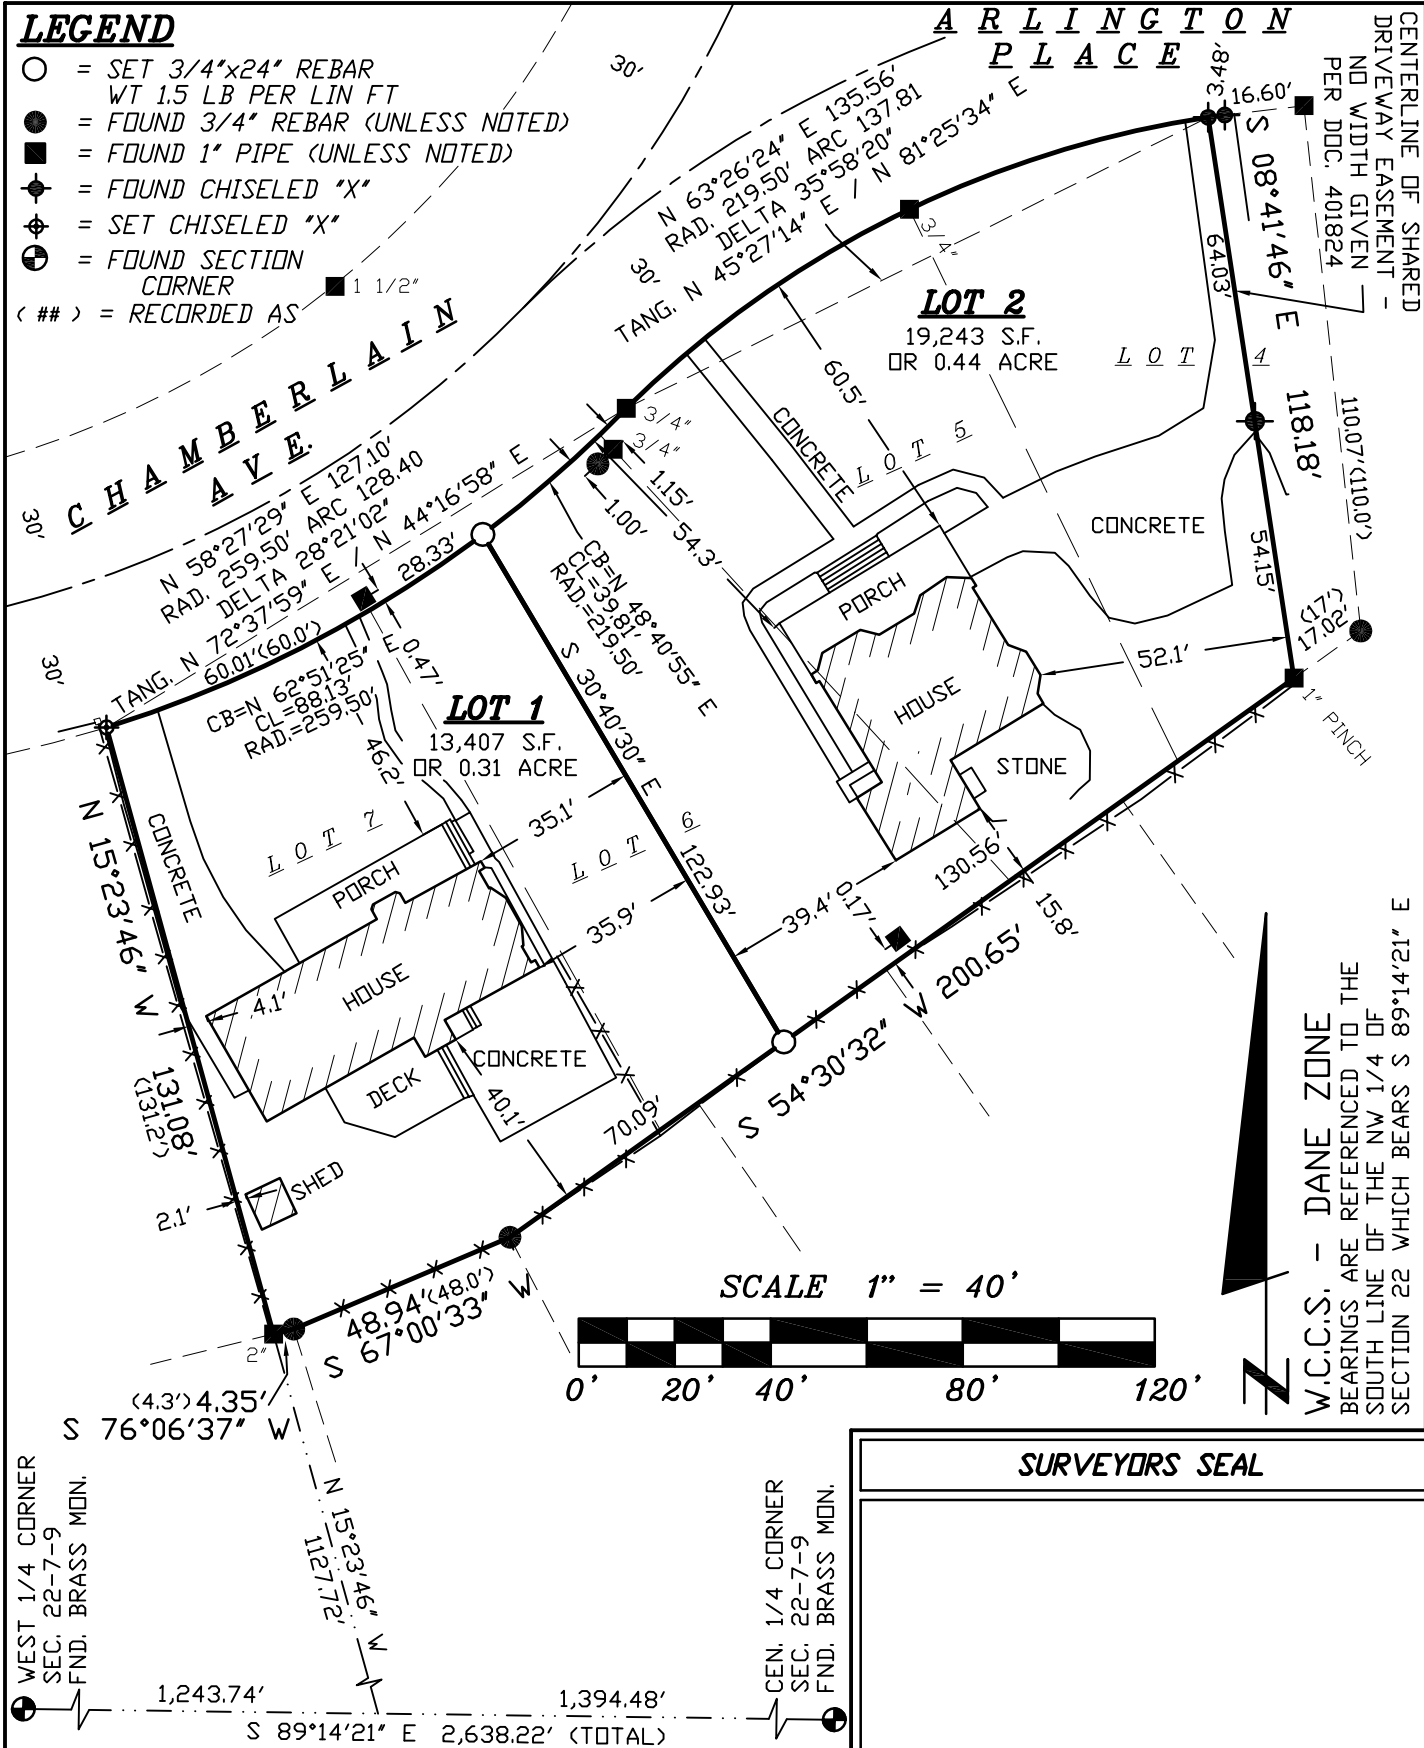 LEGEND
= SET 3/4"x24" REBAR
WT 1.5 LB PER LIN FT
= FOUND 3/4" REBAR (UNLESS NOTED)
= FOUND 1" PIPE (UNLESS NOTED)
= FOUND CHISELED "X"
= SET CHISELED "X"
= FOUND SECTION
CORNER
( ## ) = RECORDED AS
ARLINGTON
PLACE
CHAMBERLAIN
AVE.
30'
30'
30'
30'
1 1/2"
CENTERLINE OF SHARED
DRIVEWAY EASEMENT -
NO WIDTH GIVEN
PER DOC. 401824
N 63°26'24" E 135.56'
RAD. 219.50' ARC 137.81
DELTA 35°58'20"
TANG. N 45°27'14" E / N 81°25'34" E
3.48'
16.60'
S 08°41'46" E
118.18'
64.03'
54.15'
110.07'(110.0')
(17')
17.02'
1" PINCH
3/4"
3/4"
3/4"
LOT 2
19,243 S.F.
OR 0.44 ACRE
LOT 4
LOT 5
60.5'
CONCRETE
CONCRETE
PORCH
HOUSE
STONE
52.1'
1.15'
1.00'
54.3'
CB=N 48°40'55" E
CL=39.81'
RAD.=219.50'
N 58°27'29" E 127.10'
RAD. 259.50' ARC 128.40
DELTA 28°21'02"
TANG. N 72°37'59" E / N 44°16'58" E
28.33'
60.01'(60.0')
E 0.47'
CB=N 62°51'25"
CL=88.13'
RAD.=259.50'
LOT 1
13,407 S.F.
OR 0.31 ACRE
S 30°40'30" E
122.93'
LOT 6
LOT 7
46.2'
35.1'
35.9'
39.4'
0.17'
130.56'
15.8'
CONCRETE
PORCH
HOUSE
4.1'
CONCRETE
DECK
40.1'
70.09'
S 54°30'32" W 200.65'
N 15°23'46" W
131.08'
(131.2')
SHED
2.1'
48.94'(48.0')
S 67°00'33" W
2"
(4.3') 4.35'
S 76°06'37" W
SCALE 1" = 40'
0' 20' 40' 80' 120'
W.C.C.S. - DANE ZONE
BEARINGS ARE REFERENCED TO THE
SOUTH LINE OF THE NW 1/4 OF
SECTION 22 WHICH BEARS S 89°14'21" E
N
SURVEYORS SEAL
WEST 1/4 CORNER
SEC. 22-7-9
FND. BRASS MON.
N 15°23'46" W
1127.72'
CEN. 1/4 CORNER
SEC. 22-7-9
FND. BRASS MON.
1,243.74'
1,394.48'
S 89°14'21" E 2,638.22' (TOTAL)